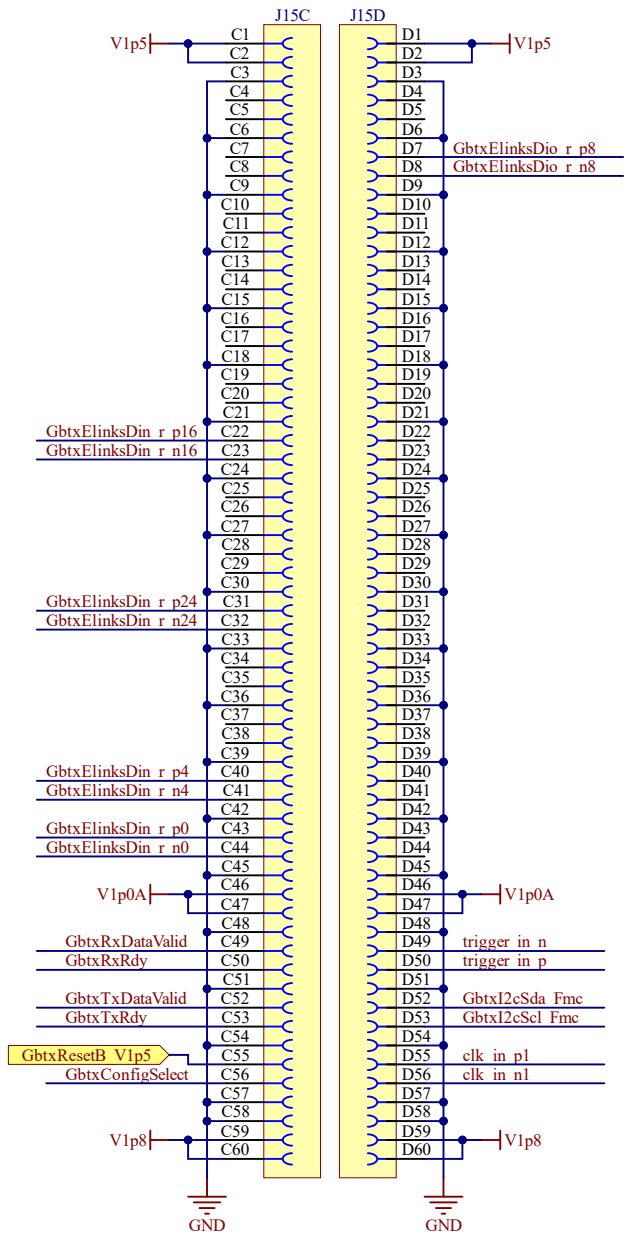 J15C J15D
V1p5 C1 D1 V1p5
C2 D2
C3 D3
C4 D4
C5 D5
C6 D6
C7 D7 GbtxElinksDio_r_p8
C8 D8 GbtxElinksDio_r_n8
C9 D9
C10 D10
C11 D11
C12 D12
C13 D13
C14 D14
C15 D15
C16 D16
C17 D17
C18 D18
C19 D19
C20 D20
C21 D21
GbtxElinksDin_r_p16 C22 D22
GbtxElinksDin_r_n16 C23 D23
C24 D24
C25 D25
C26 D26
C27 D27
C28 D28
C29 D29
C30 D30
GbtxElinksDin_r_p24 C31 D31
GbtxElinksDin_r_n24 C32 D32
C33 D33
C34 D34
C35 D35
C36 D36
C37 D37
C38 D38
C39 D39
GbtxElinksDin_r_p4 C40 D40
GbtxElinksDin_r_n4 C41 D41
C42 D42
GbtxElinksDin_r_p0 C43 D43
GbtxElinksDin_r_n0 C44 D44
C45 D45
V1p0A C46 D46 V1p0A
C47 D47
C48 D48
GbtxRxDataValid C49 D49 trigger_in_n
GbtxRxRdy C50 D50 trigger_in_p
C51 D51
GbtxTxDataValid C52 D52 GbtxI2cSda_Fmc
GbtxTxRdy C53 D53 GbtxI2cScl_Fmc
C54 D54
GbtxResetB_V1p5 C55 D55 clk_in_p1
GbtxConfigSelect C56 D56 clk_in_n1
C57 D57
C58 D58
V1p8 C59 D59 V1p8
C60 D60
GND GND